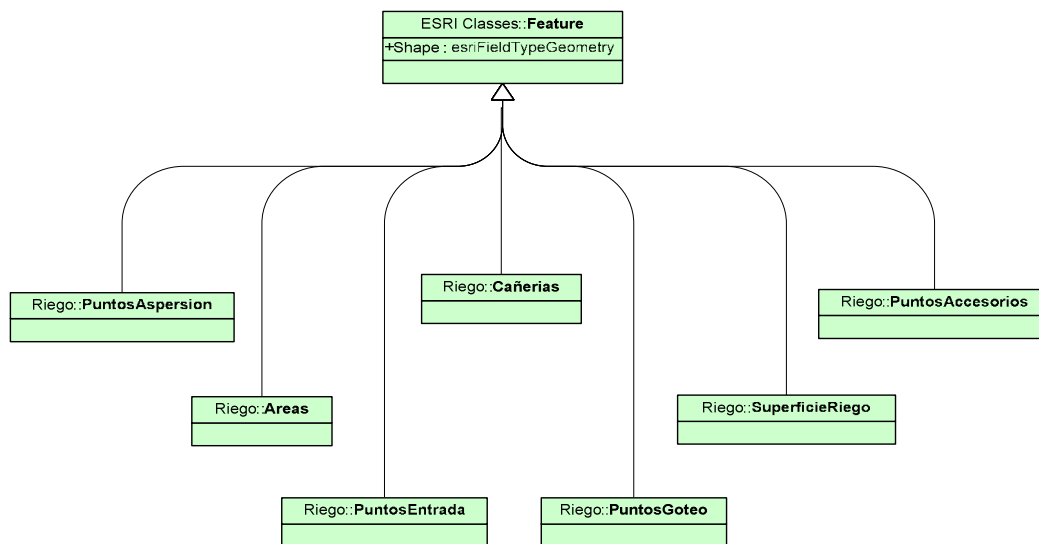 ESRI Classes::Feature
+Shape : esriFieldTypeGeometry
Riego::Cañerias
Riego::PuntosAspersion
Riego::PuntosAccesorios
Riego::Areas
Riego::SuperficieRiego
Riego::PuntosEntrada
Riego::PuntosGoteo